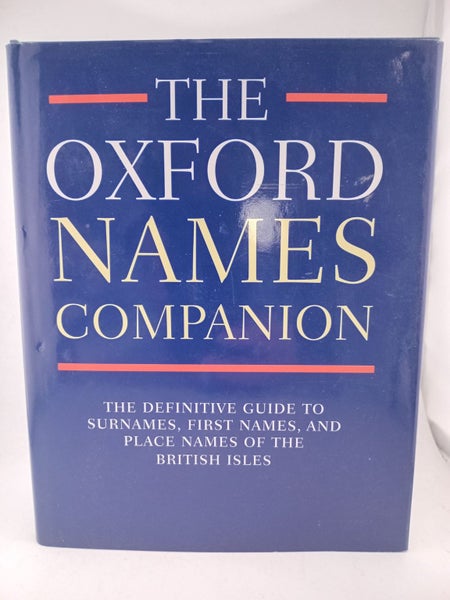 THE
OXFORD
NAMES
COMPANION
THE DEFINITIVE GUIDE TO
SURNAMES, FIRST NAMES, AND
PLACE NAMES OF THE
BRITISH ISLES